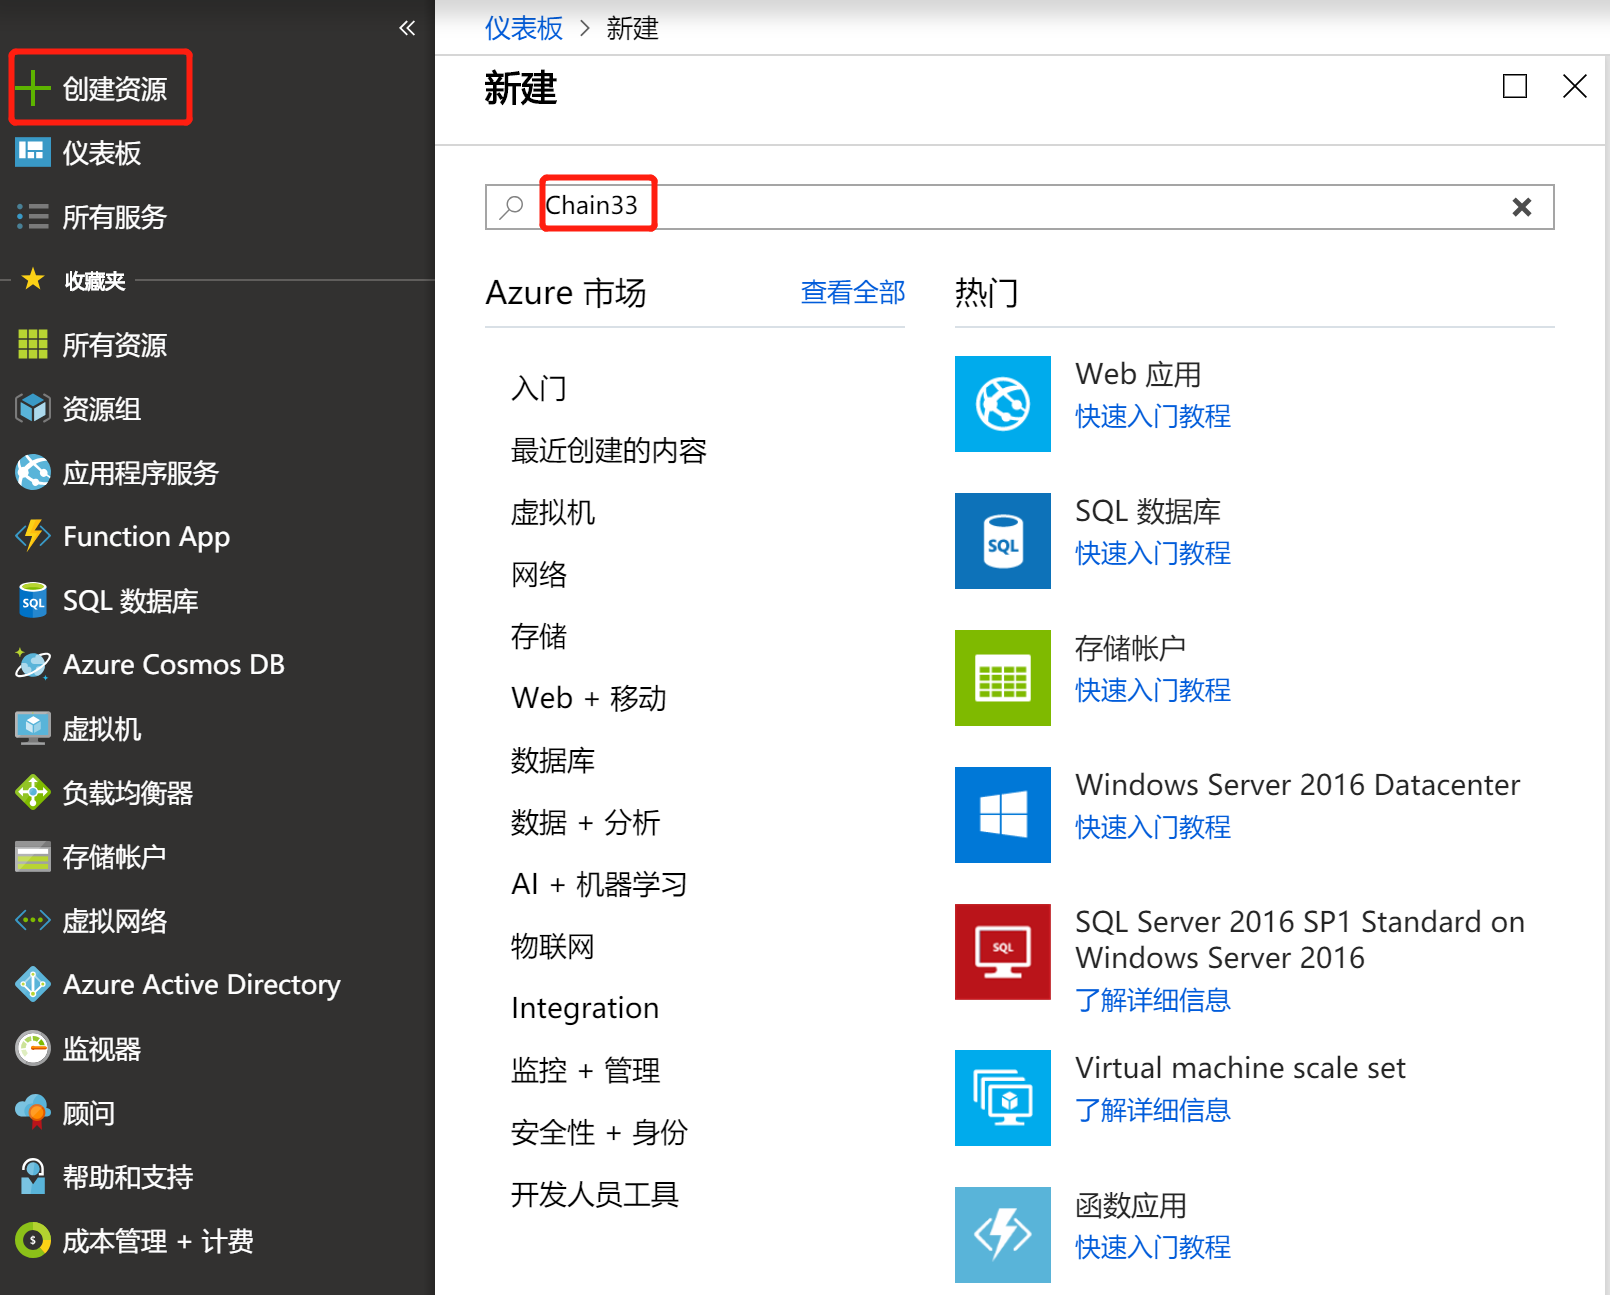 «
创建资源
仪表板
所有服务
收藏夹
所有资源
资源组
应用程序服务
Function App
SQL
SQL 数据库
Azure Cosmos DB
虚拟机
负载均衡器
存储帐户
虚拟网络
Azure Active Directory
监视器
顾问
帮助和支持
$
成本管理 + 计费
仪表板 > 新建
新建
Chain33
Azure 市场
查看全部
入门
最近创建的内容
虚拟机
网络
存储
Web + 移动
数据库
数据 + 分析
AI + 机器学习
物联网
Integration
监控 + 管理
安全性 + 身份
开发人员工具
热门
Web 应用
快速入门教程
SQL
SQL 数据库
快速入门教程
存储帐户
快速入门教程
Windows Server 2016 Datacenter
快速入门教程
SQL
SQL Server 2016 SP1 Standard on
Windows Server 2016
了解详细信息
Virtual machine scale set
了解详细信息
函数应用
快速入门教程